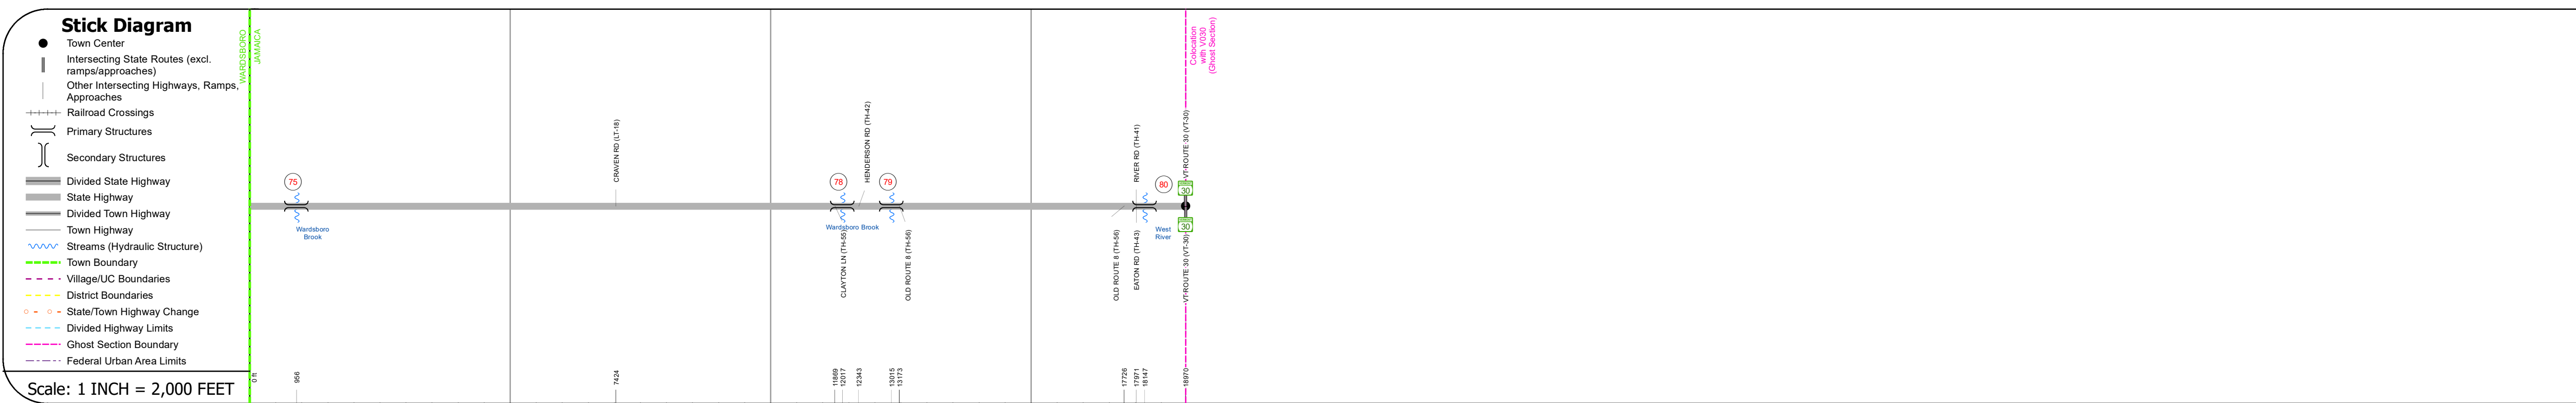 Stick Diagram
Town Center
Intersecting State Routes (excl.
ramps/approaches)
Other Intersecting Highways, Ramps,
Approaches
Railroad Crossings
Primary Structures
Secondary Structures
Divided State Highway
State Highway
Divided Town Highway
Town Highway
Streams (Hydraulic Structure)
Town Boundary
Village/UC Boundaries
District Boundaries
State/Town Highway Change
Divided Highway Limits
Ghost Section Boundary
Federal Urban Area Limits
Scale: 1 INCH = 2,000 FEET
WARDSBORO
JAMAICA
75
Wardsboro
Brook
CRAVEN RD (LT-18)
78
HENDERSON RD (TH-42)
79
Wardsboro Brook
CLAYTON LN (TH-55)
OLD ROUTE 8 (TH-56)
OLD ROUTE 8 (TH-56)
RIVER RD (TH-41)
EATON RD (TH-43)
80
West
River
VT-ROUTE 30 (VT-30)
30
30
VT-ROUTE 30 (VT-30)
Colocation
with V030
(Ghost Section)
0 ft
956
7424
11869
12017
12343
13015
13173
17726
17971
18147
18970